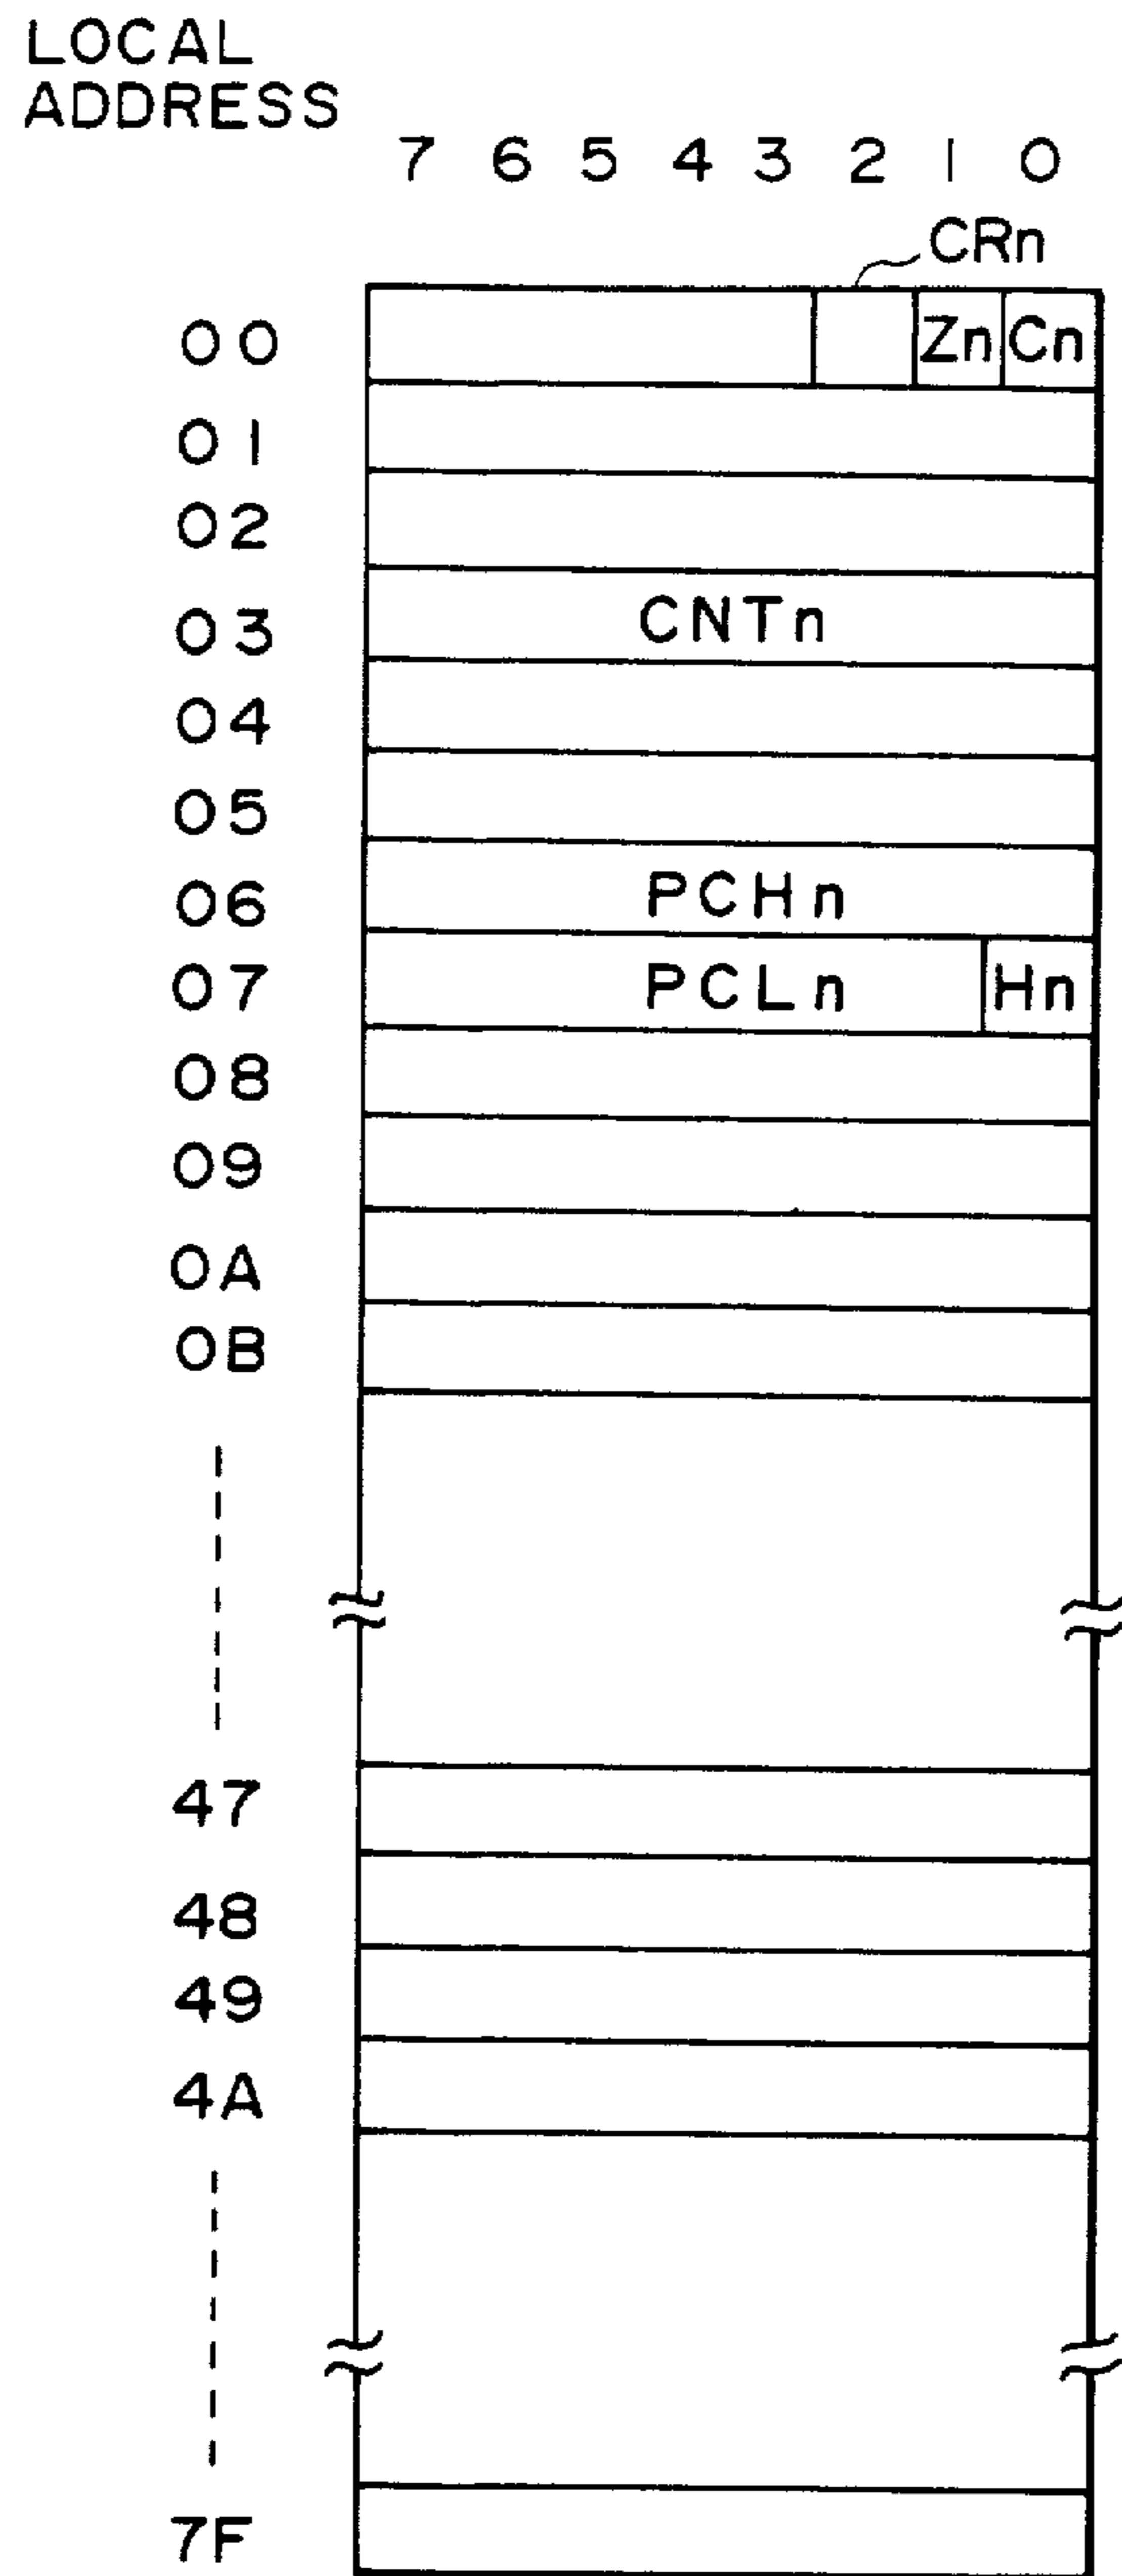 LOCAL
ADDRESS
7 6 5 4 3 2 1 0
CRn
00 Zn Cn
01
02
03 CNTn
04
05
06 PCHn
07 PCLn Hn
08
09
0A
0B
47
48
49
4A
7F